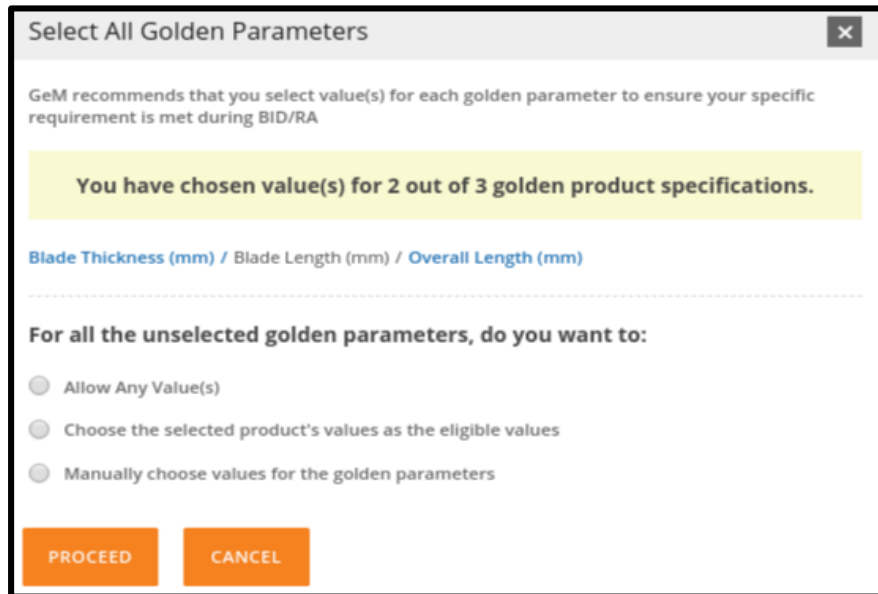 Select All Golden Parameters
GeM recommends that you select value(s) for each golden parameter to ensure your specific
requirement is met during BID/RA
You have chosen value(s) for 2 out of 3 golden product specifications.
Blade Thickness (mm) / Blade Length (mm) / Overall Length (mm)
For all the unselected golden parameters, do you want to:
Allow Any Value(s)
Choose the selected product's values as the eligible values
Manually choose values for the golden parameters
PROCEED CANCEL